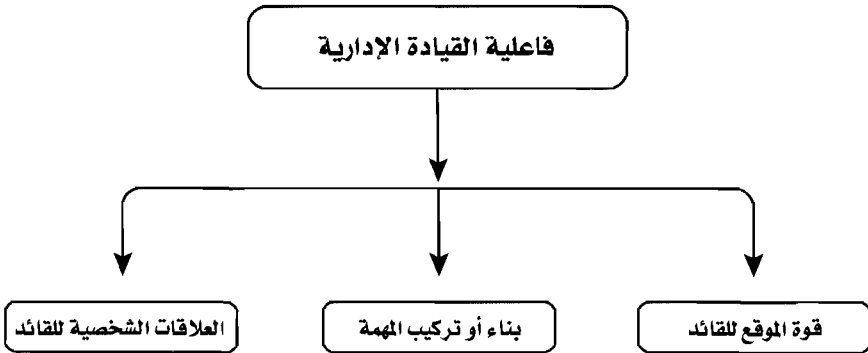 فاعلية القيادة الإدارية
قوة الموقع للقائد
بناء أو تركيب المهمة
العلاقات الشخصية للقائد